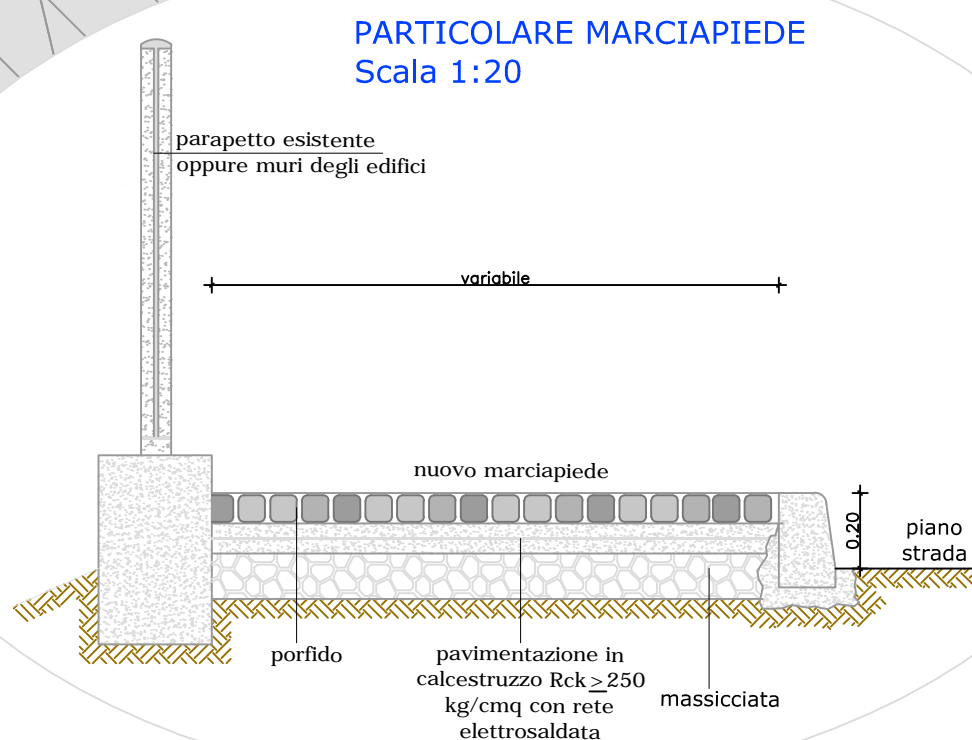 PARTICOLARE MARCIAPIEDE
Scala 1:20
parapetto esistente
oppure muri degli edifici
variabile
nuovo marciapiede
0.20
piano
strada
porfido
pavimentazione in
calcestruzzo Rck ≥ 250
kg/cmq con rete
elettrosaldata
massicciata